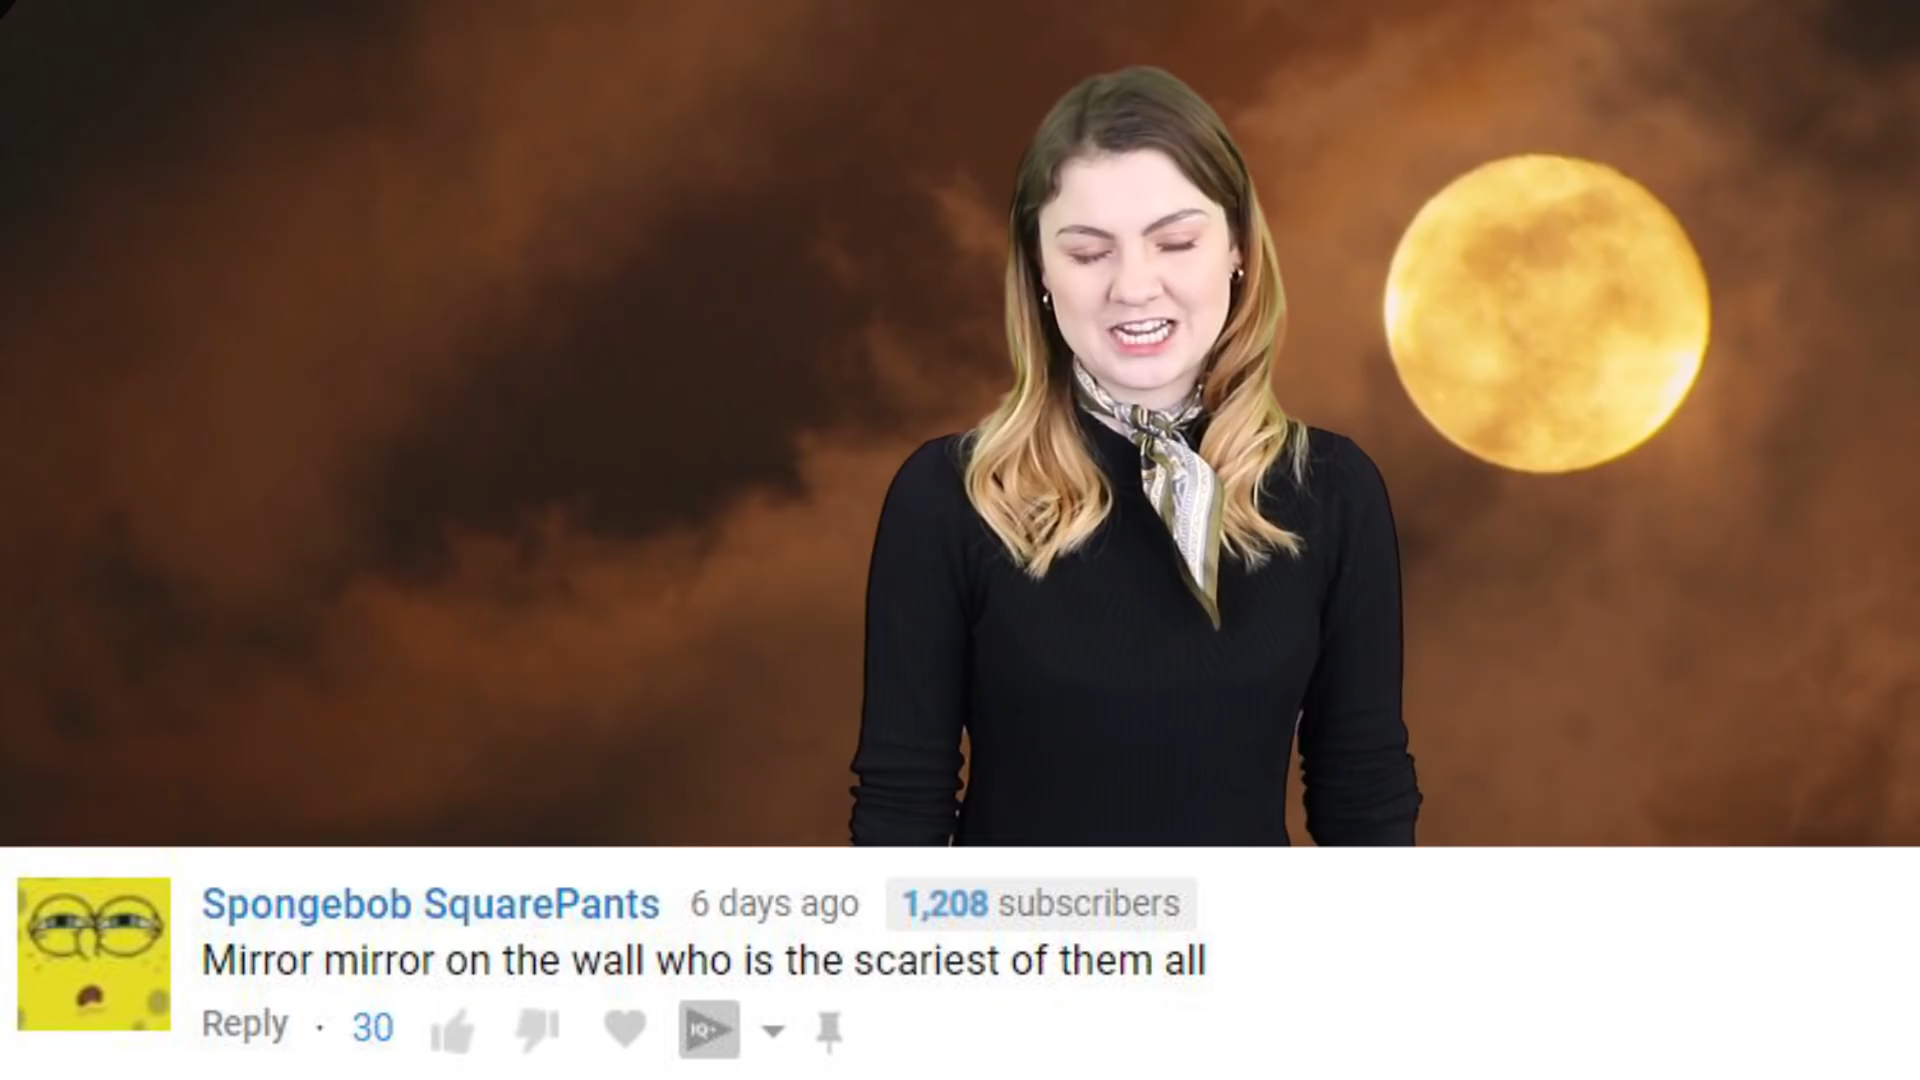 Spongebob SquarePants 6 days ago 1,208 subscribers
Mirror mirror on the wall who is the scariest of them all
Reply · 30
IQ+